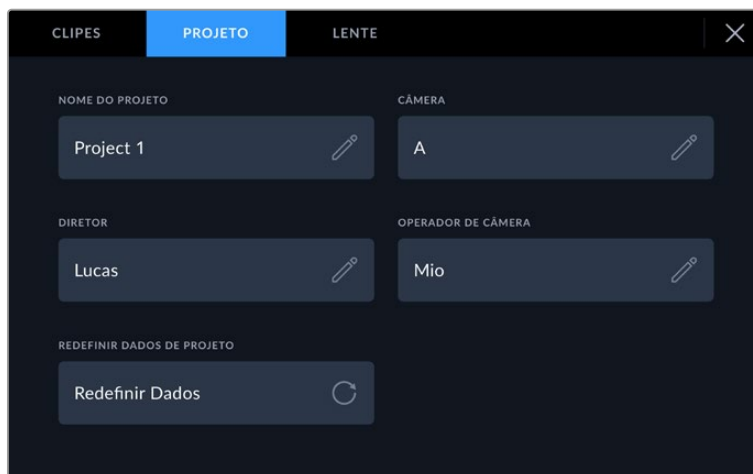 CLIPES PROJETO LENTE
NOME DO PROJETO CÂMERA
Project 1 A
DIRETOR OPERADOR DE CÂMERA
Lucas Mio
REDEFINIR DADOS DE PROJETO
Redefinir Dados